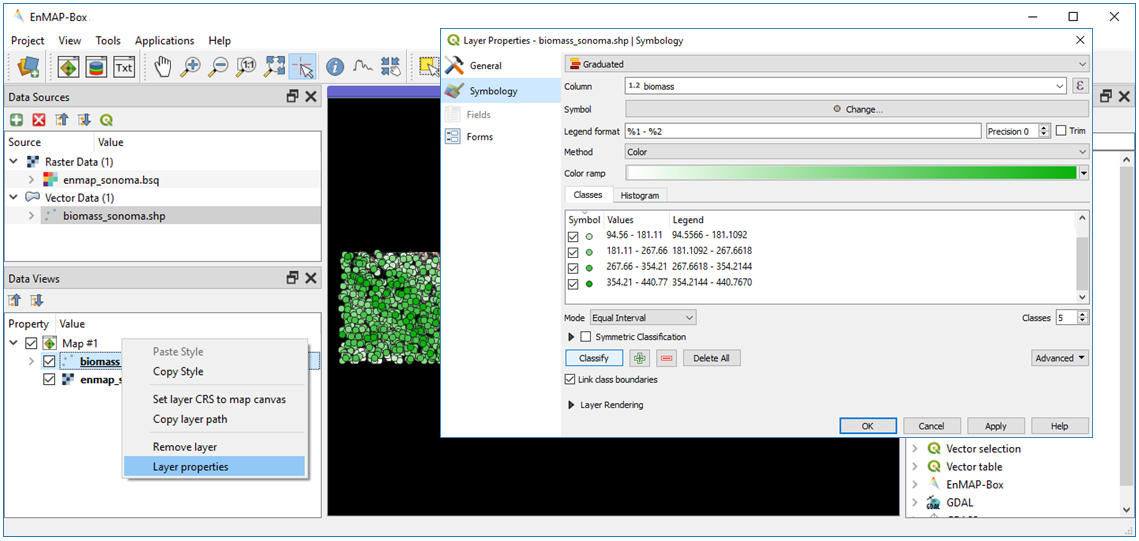 EnMAP-Box
Project View Tools Applications Help
Txt 1:1
Data Sources
Source Value
Raster Data (1)
enmap_sonoma.bsq
Vector Data (1)
biomass_sonoma.shp
Data Views
Property Value
Map #1
biomass
enmap_s
Paste Style
Copy Style
Set layer CRS to map canvas
Copy layer path
Remove layer
Layer properties
Layer Properties - biomass_sonoma.shp | Symbology
General
Symbology
Fields
Forms
Graduated
Column 1.2 biomass ε
Symbol Change...
Legend format %1 - %2 Precision 0 Trim
Method Color
Color ramp
Classes Histogram
Symbol Values Legend
94.56 - 181.11 94.5566 - 181.1092
181.11 - 267.66 181.1092 - 267.6618
267.66 - 354.21 267.6618 - 354.2144
354.21 - 440.77 354.2144 - 440.7670
Mode Equal Interval Classes 5
Symmetric Classification
Classify Delete All Advanced
Link class boundaries
Layer Rendering
OK Cancel Apply Help
Vector selection
Vector table
EnMAP-Box
GDAL